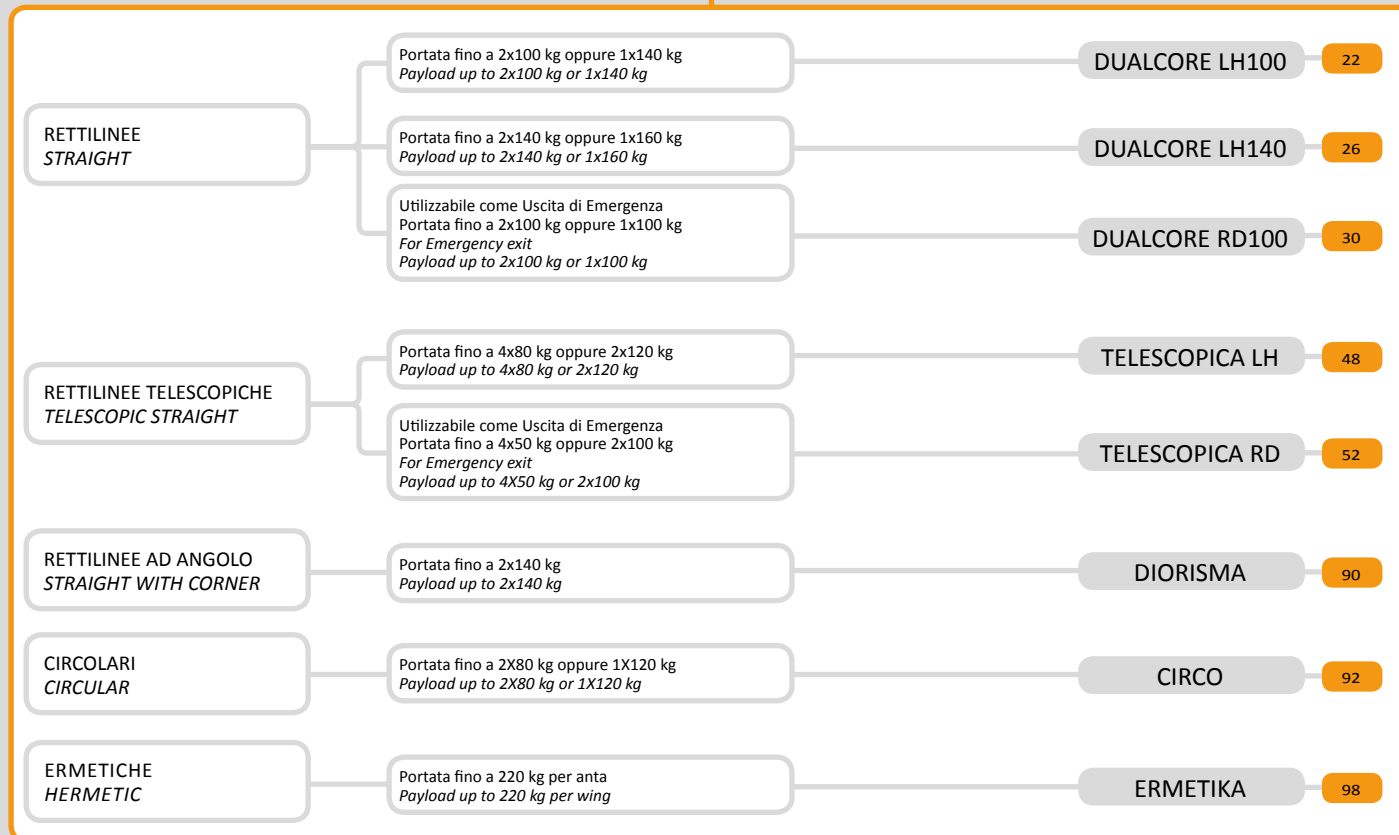 RETTILINEE
STRAIGHT
Portata fino a 2x100 kg oppure 1x140 kg
Payload up to 2x100 kg or 1x140 kg
DUALCORE LH100
22
Portata fino a 2x140 kg oppure 1x160 kg
Payload up to 2x140 kg or 1x160 kg
DUALCORE LH140
26
Utilizzabile come Uscita di Emergenza
Portata fino a 2x100 kg oppure 1x100 kg
For Emergency exit
Payload up to 2x100 kg or 1x100 kg
DUALCORE RD100
30
RETTILINEE TELESCOPICHE
TELESCOPIC STRAIGHT
Portata fino a 4x80 kg oppure 2x120 kg
Payload up to 4x80 kg or 2x120 kg
TELESCOPICA LH
48
Utilizzabile come Uscita di Emergenza
Portata fino a 4x50 kg oppure 2x100 kg
For Emergency exit
Payload up to 4X50 kg or 2x100 kg
TELESCOPICA RD
52
RETTILINEE AD ANGOLO
STRAIGHT WITH CORNER
Portata fino a 2x140 kg
Payload up to 2x140 kg
DIORISMA
90
CIRCOLARI
CIRCULAR
Portata fino a 2X80 kg oppure 1X120 kg
Payload up to 2X80 kg or 1X120 kg
CIRCO
92
ERMETICHE
HERMETIC
Portata fino a 220 kg per anta
Payload up to 220 kg per wing
ERMETIKA
98